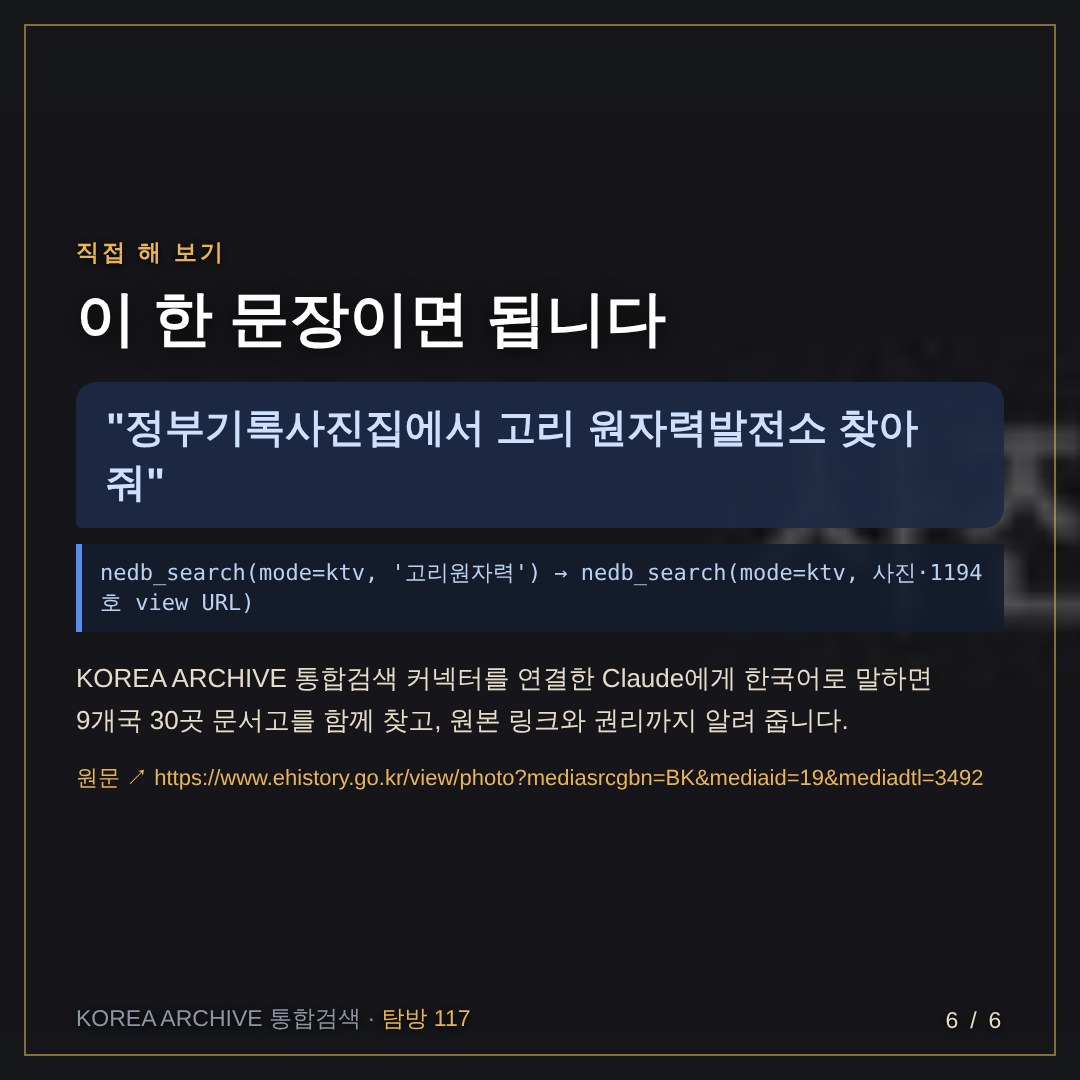 직접 해 보기
이 한 문장이면 됩니다
"정부기록사진집에서 고리 원자력발전소 찾아
줘"
nedb_search(mode=ktv, '고리원자력') → nedb_search(mode=ktv, 사진·1194
호 view URL)
KOREA ARCHIVE 통합검색 커넥터를 연결한 Claude에게 한국어로 말하면
9개국 30곳 문서고를 함께 찾고, 원본 링크와 권리까지 알려 줍니다.
원문 ↗ https://www.ehistory.go.kr/view/photo?mediasrcgbn=BK&mediaid=19&mediadtl=3492
KOREA ARCHIVE 통합검색 · 탐방 117
6 / 6